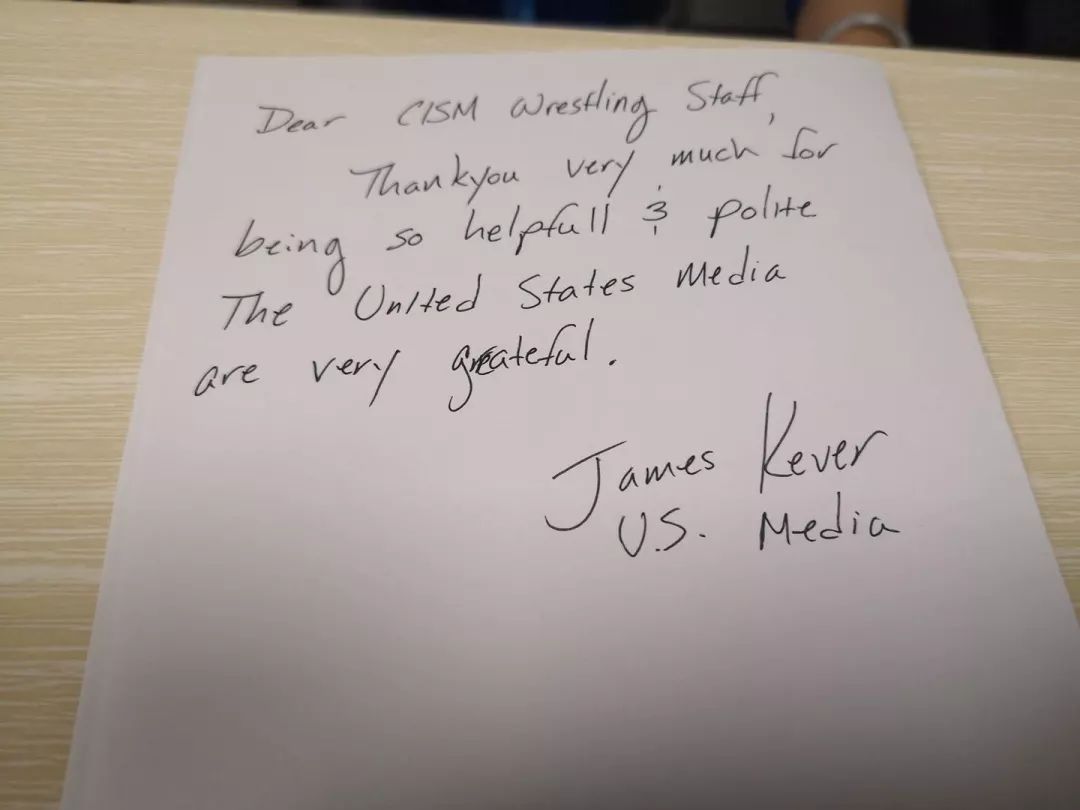 Dear CISM Wrestling Staff,
Thankyou very much for
being so helpfull & polite
The United States Media
are very greateful.
James Kever
U.S. Media